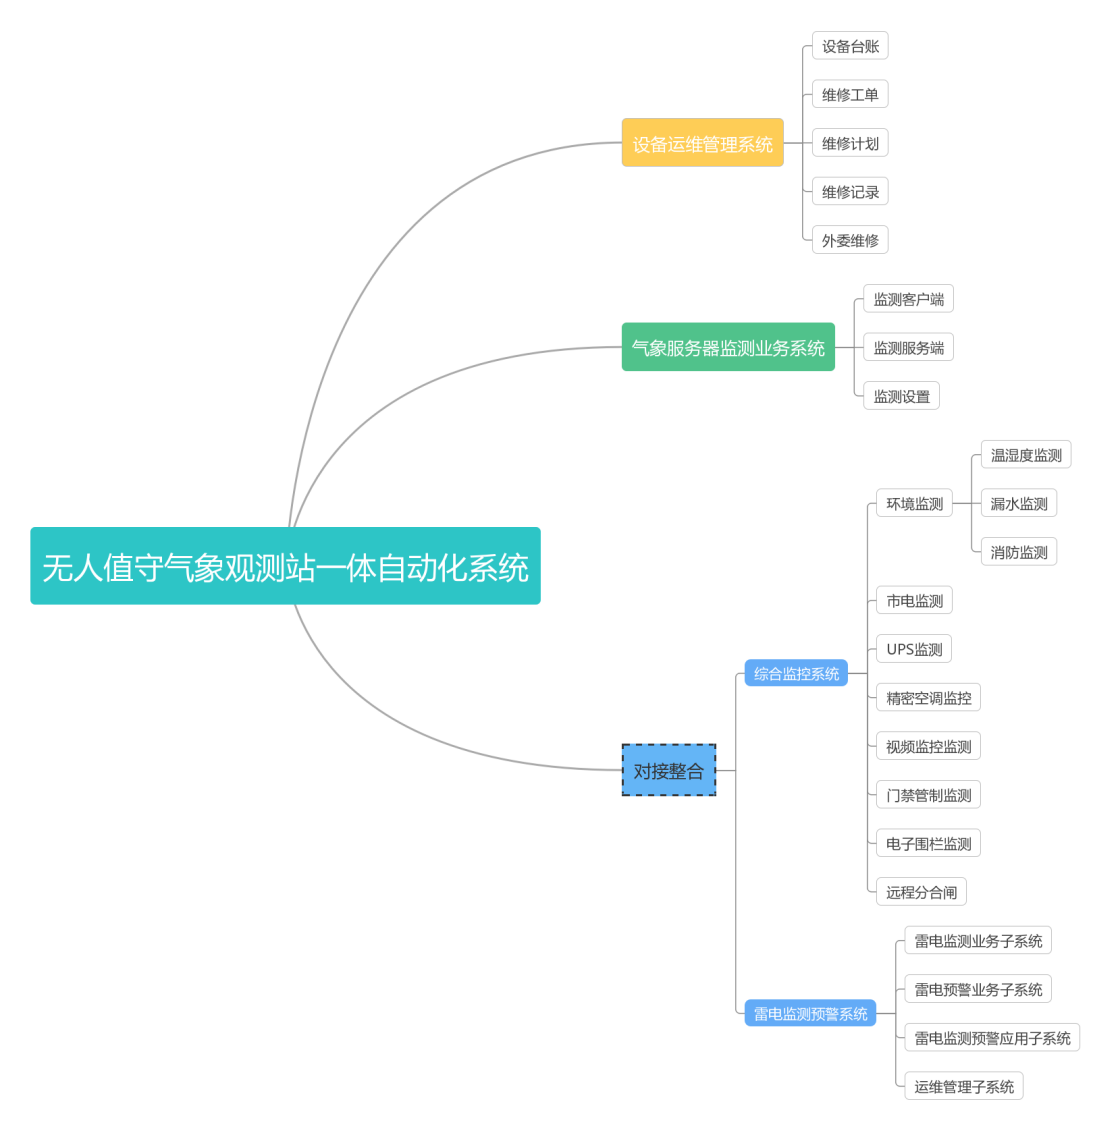 无人值守气象观测站一体自动化系统
设备运维管理系统
设备台账
维修工单
维修计划
维修记录
外委维修
气象服务器监测业务系统
监测客户端
监测服务端
监测设置
对接整合
综合监控系统
环境监测
温湿度监测
漏水监测
消防监测
市电监测
UPS监测
精密空调监控
视频监控监测
门禁管制监测
电子围栏监测
远程分合闸
雷电监测预警系统
雷电监测业务子系统
雷电预警业务子系统
雷电监测预警应用子系统
运维管理子系统